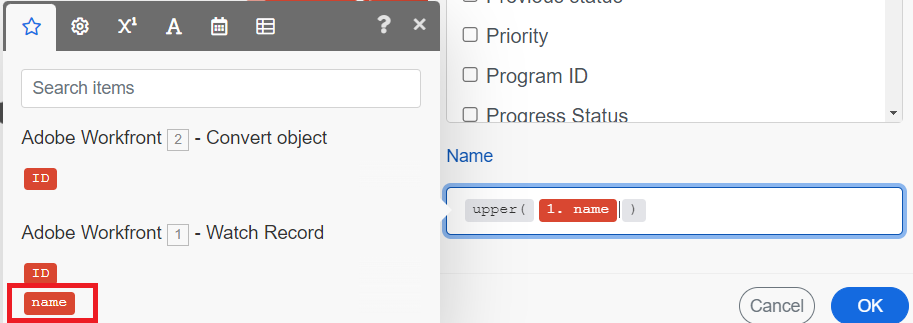 X¹ A ? ×
Search items
Adobe Workfront 2 - Convert object
ID
Adobe Workfront 1 - Watch Record
ID
name
Previous status
Priority
Program ID
Progress Status
Name
upper( 1. name )
Cancel OK